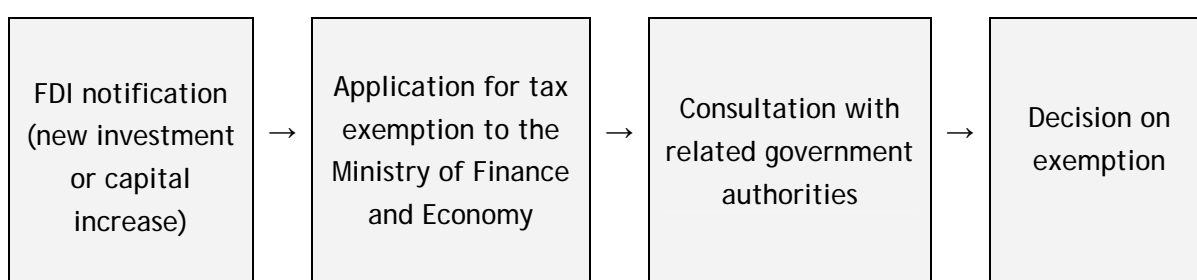 FDI notification
(new investment
or capital
increase)
→
Application for tax
exemption to the
Ministry of Finance
and Economy
→
Consultation with
related government
authorities
→
Decision on
exemption